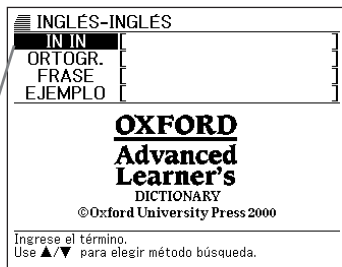 INGLÉS-INGLÉS
IN IN [ ]
ORTOGR. [ ]
FRASE [ ]
EJEMPLO [ ]
OXFORD
Advanced
Learner's
DICTIONARY
©Oxford University Press 2000
Ingrese el término.
Use ▲/▼ para elegir método búsqueda.